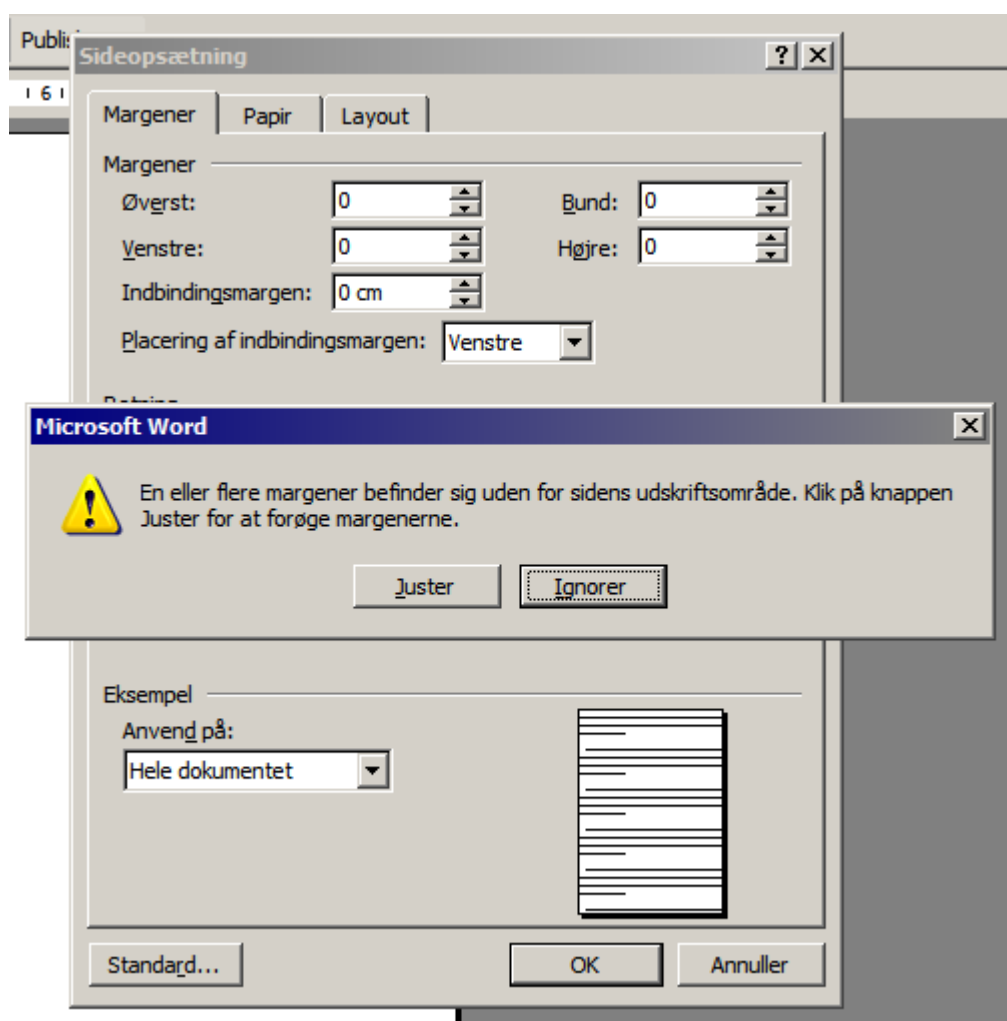 Sideopsætning
6
Margener Papir Layout
Margener
Øverst: 0 Bund: 0
Venstre: 0 Højre: 0
Indbindingsmargen: 0 cm
Placering af indbindingsmargen: Venstre
Microsoft Word
En eller flere margener befinder sig uden for sidens udskriftsområde. Klik på knappen
Juster for at forøge margenerne.
Juster Ignorer
Eksempel
Anvend på:
Hele dokumentet
Standard... OK Annuller